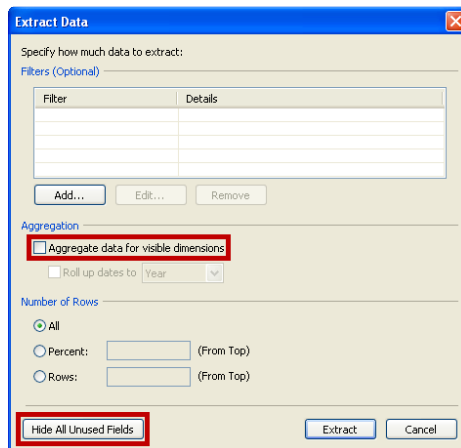 Extract Data
Specify how much data to extract:
Filters (Optional)
Filter Details
Add... Edit... Remove
Aggregation
Aggregate data for visible dimensions
Roll up dates to Year
Number of Rows
All
Percent: (From Top)
Rows: (From Top)
Hide All Unused Fields Extract Cancel